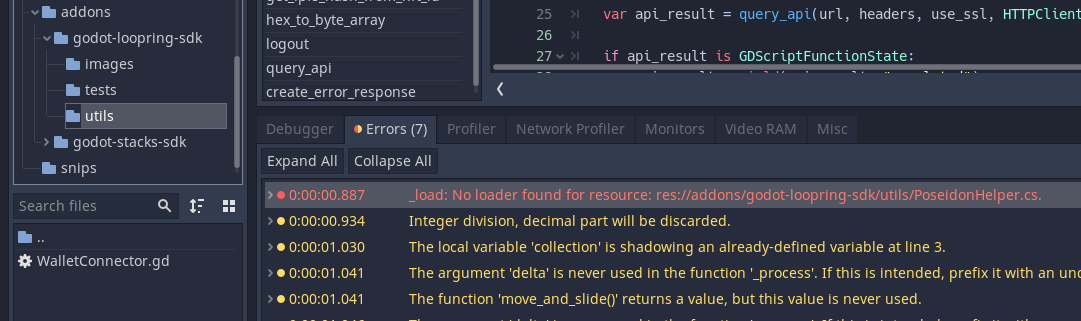 addons
godot-loopring-sdk
images
tests
utils
godot-stacks-sdk
snips
Search files
..
WalletConnector.gd
hex_to_byte_array
logout
query_api
create_error_response
25 var api_result = query_api(url, headers, use_ssl, HTTPClient
26
27 if api_result is GDScriptFunctionState:
Debugger Errors (7) Profiler Network Profiler Monitors Video RAM Misc
Expand All Collapse All
0:00:00.887 _load: No loader found for resource: res://addons/godot-loopring-sdk/utils/PoseidonHelper.cs.
0:00:00.934 Integer division, decimal part will be discarded.
0:00:01.030 The local variable 'collection' is shadowing an already-defined variable at line 3.
0:00:01.041 The argument 'delta' is never used in the function '_process'. If this is intended, prefix it with an und
0:00:01.041 The function 'move_and_slide()' returns a value, but this value is never used.